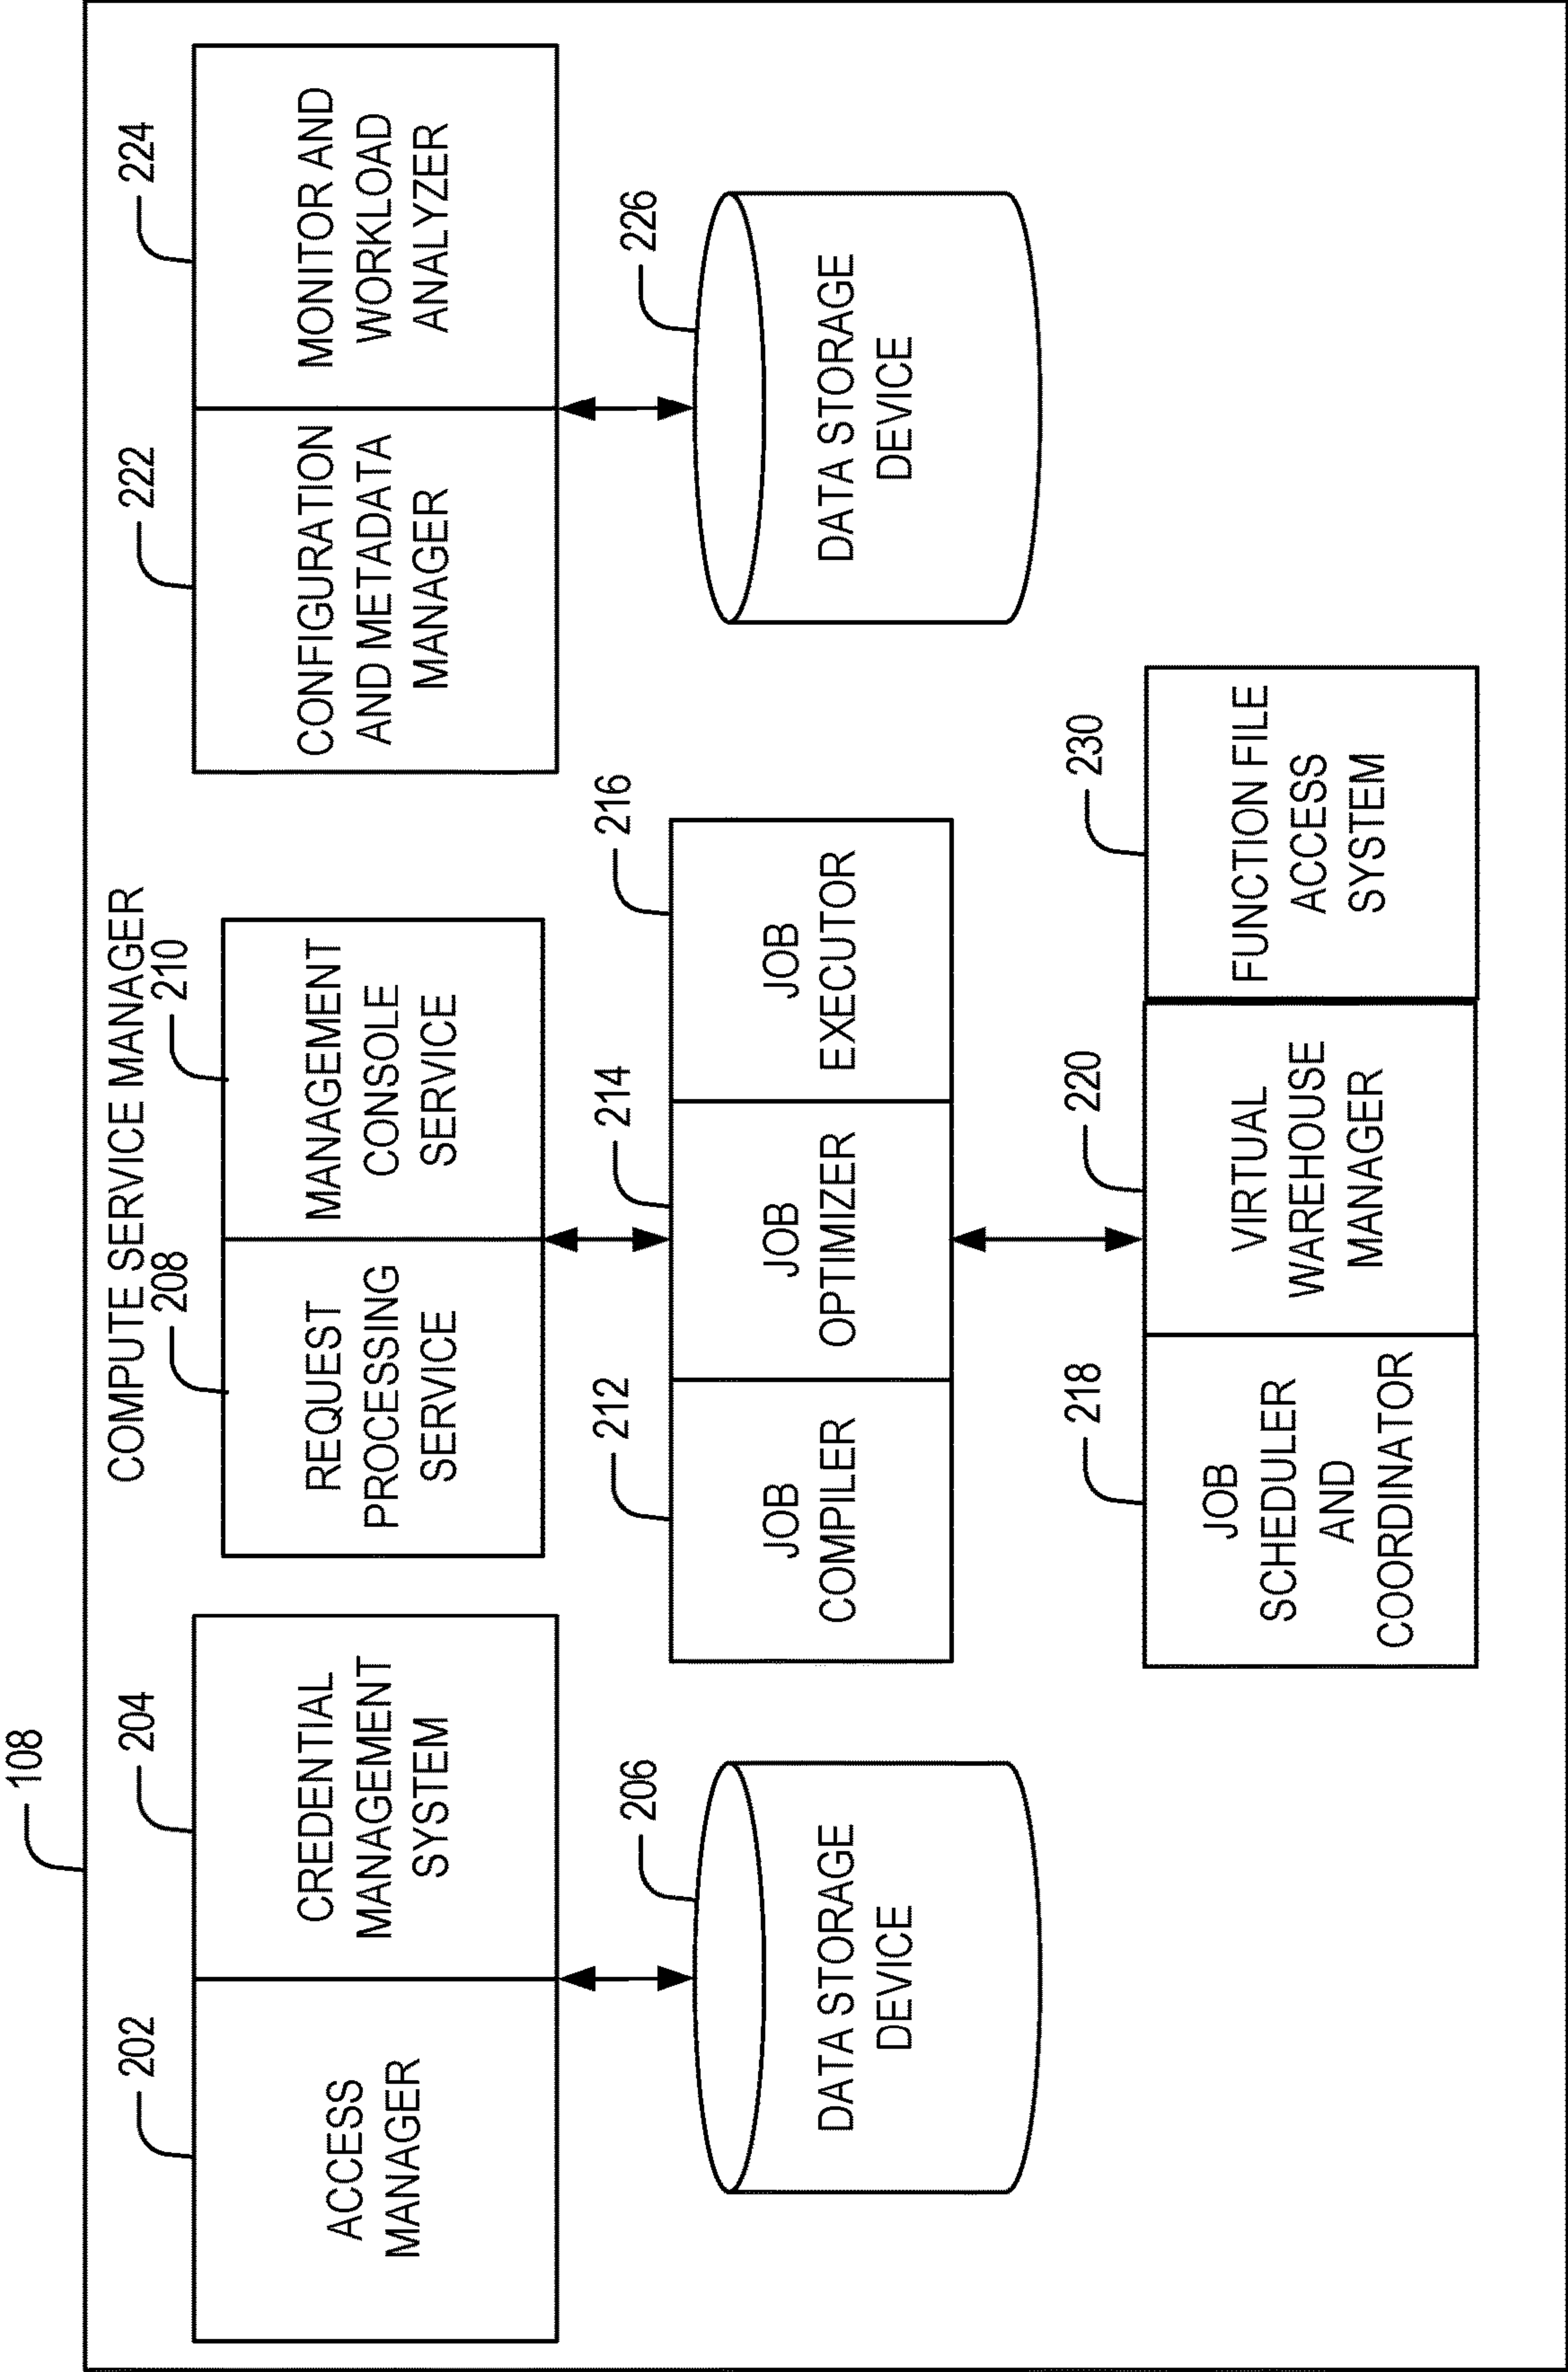 108
COMPUTE SERVICE MANAGER
202
204
208
210
222
224
ACCESS
MANAGER
CREDENTIAL
MANAGEMENT
SYSTEM
REQUEST
PROCESSING
SERVICE
MANAGEMENT
CONSOLE
SERVICE
CONFIGURATION
AND METADATA
MANAGER
MONITOR AND
WORKLOAD
ANALYZER
206
DATA STORAGE
DEVICE
212
214
216
JOB
COMPILER
JOB
OPTIMIZER
JOB
EXECUTOR
226
DATA STORAGE
DEVICE
218
220
230
JOB
SCHEDULER
AND
COORDINATOR
VIRTUAL
WAREHOUSE
MANAGER
FUNCTION FILE
ACCESS
SYSTEM